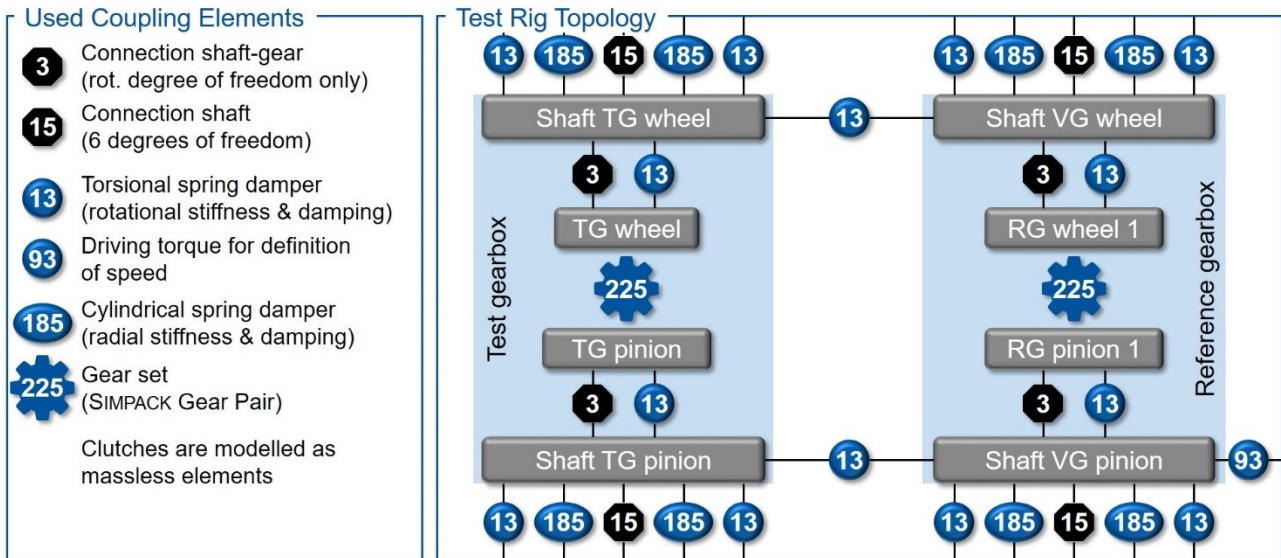 Used Coupling Elements
3
Connection shaft-gear
(rot. degree of freedom only)
15
Connection shaft
(6 degrees of freedom)
13
Torsional spring damper
(rotational stiffness & damping)
93
Driving torque for definition
of speed
185
Cylindrical spring damper
(radial stiffness & damping)
225
Gear set
(SIMPACK Gear Pair)
Clutches are modelled as
massless elements
Test Rig Topology
13 185 15 185 13
13 185 15 185 13
Shaft TG wheel
13
Shaft VG wheel
3 13
3 13
TG wheel
RG wheel 1
Test gearbox
225
225
Reference gearbox
TG pinion
RG pinion 1
3 13
3 13
Shaft TG pinion
13
Shaft VG pinion
93
13 185 15 185 13
13 185 15 185 13